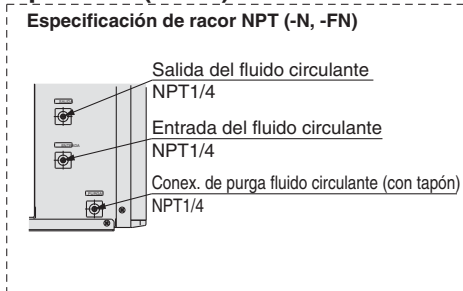 Especificación de racor NPT (-N, -FN)
Salida del fluido circulante
NPT1/4
Entrada del fluido circulante
NPT1/4
Conex. de purga fluido circulante (con tapón)
NPT1/4